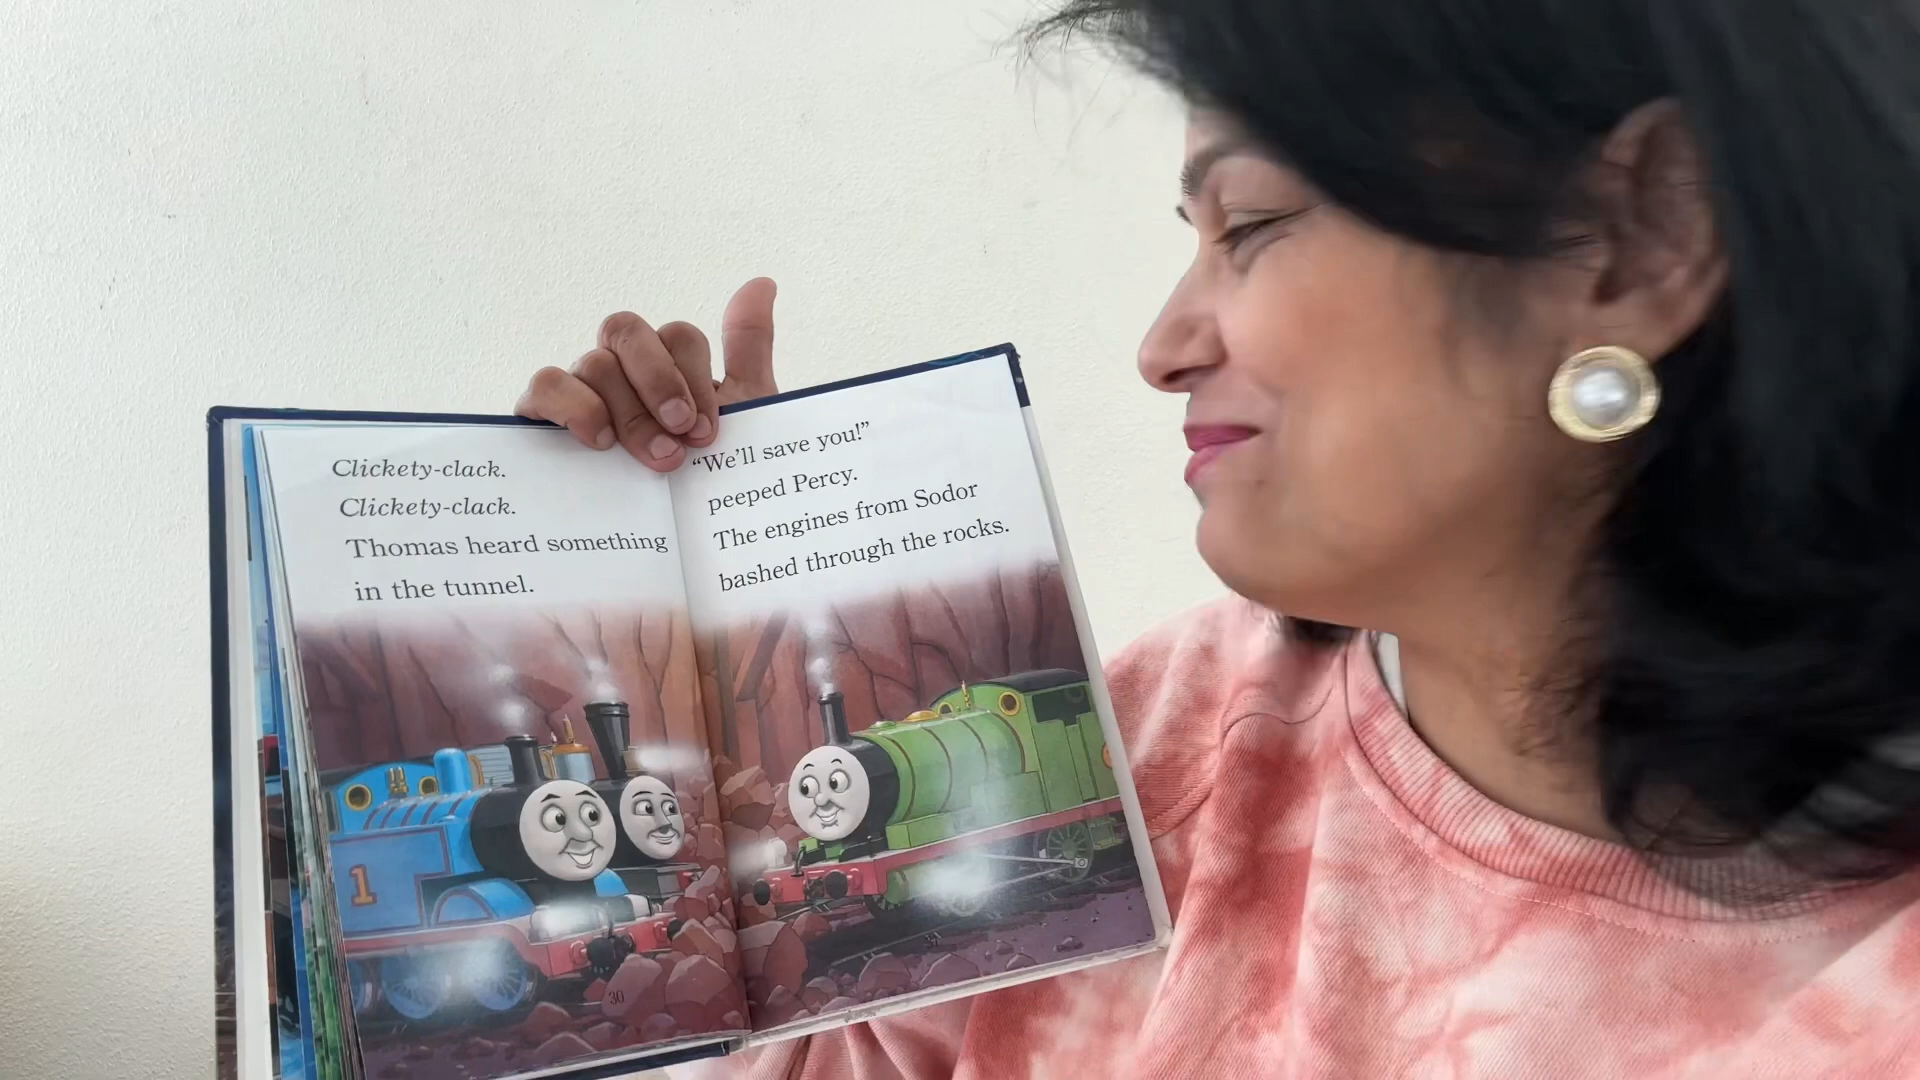 Clickety-clack.
Clickety-clack.
Thomas heard something
in the tunnel.
1
30
“We’ll save you!”
peeped Percy.
The engines from Sodor
bashed through the rocks.